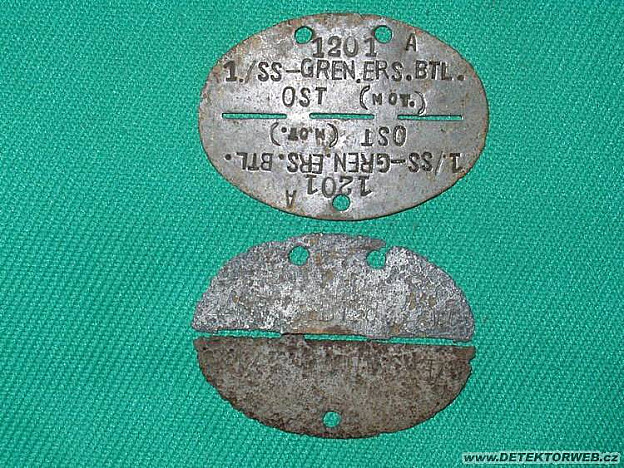 1201 A
1./SS-GREN.ERS.BTL.
OST (MOT.)
OST (MOT.)
1./SS-GREN.ERS.BTL.
1201 A
www.DETEKTORWEB.cz